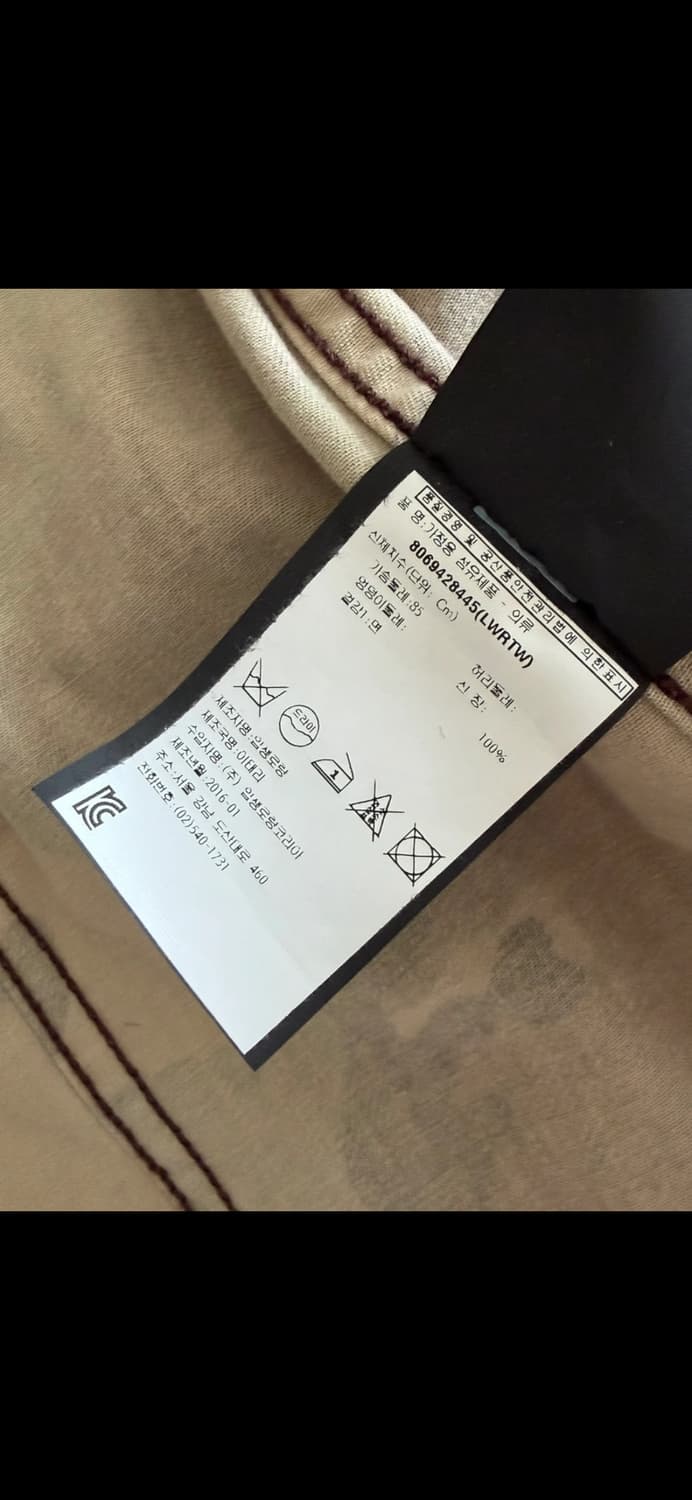 품질경영 및 공산품안전관리법에 의한 표시
품 명:가정용 섬유제품 - 의류
8069428445(LWRTW)
신체치수 (단위: Cm)
가슴둘레:85 허리둘레:
엉덩이둘레: 신 장:
겉감1:면 100%
드라이
1
제조자명:입생로랑
제조국명:이태리
수입자명:(주) 입생로랑코리아
제조년월:2016-01
주소:서울 강남 도산대로 460
전화번호:(02)540-1731
KC